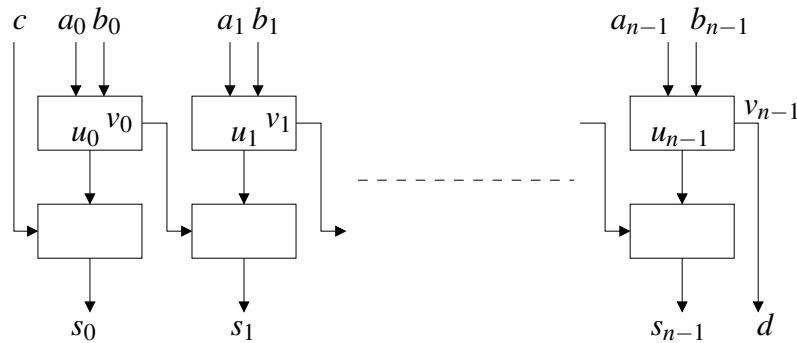 c a₀ b₀ a₁ b₁ aₙ₋₁ bₙ₋₁
v₀ v₁ vₙ₋₁
u₀ u₁ uₙ₋₁
s₀ s₁ sₙ₋₁ d